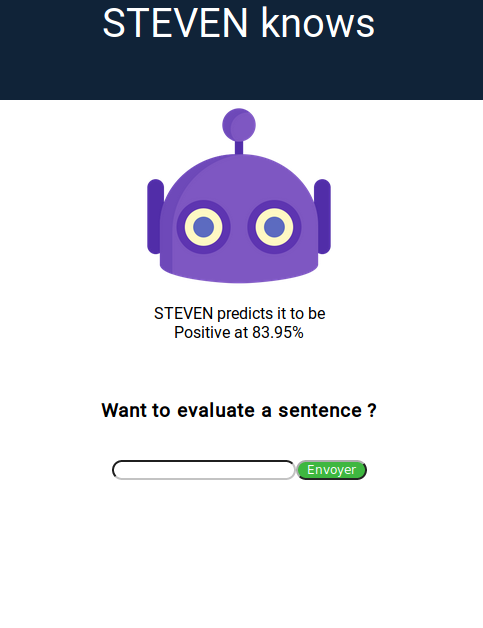 STEVEN knows
STEVEN predicts it to be
Positive at 83.95%
Want to evaluate a sentence ?
Envoyer